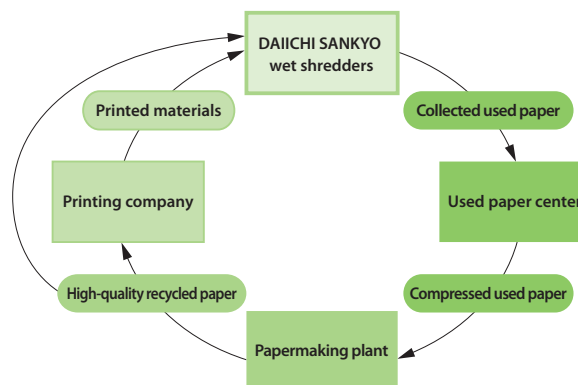 DAIICHI SANKYO
wet shredders
Printed materials
Collected used paper
Printing company
Used paper center
High-quality recycled paper
Compressed used paper
Papermaking plant